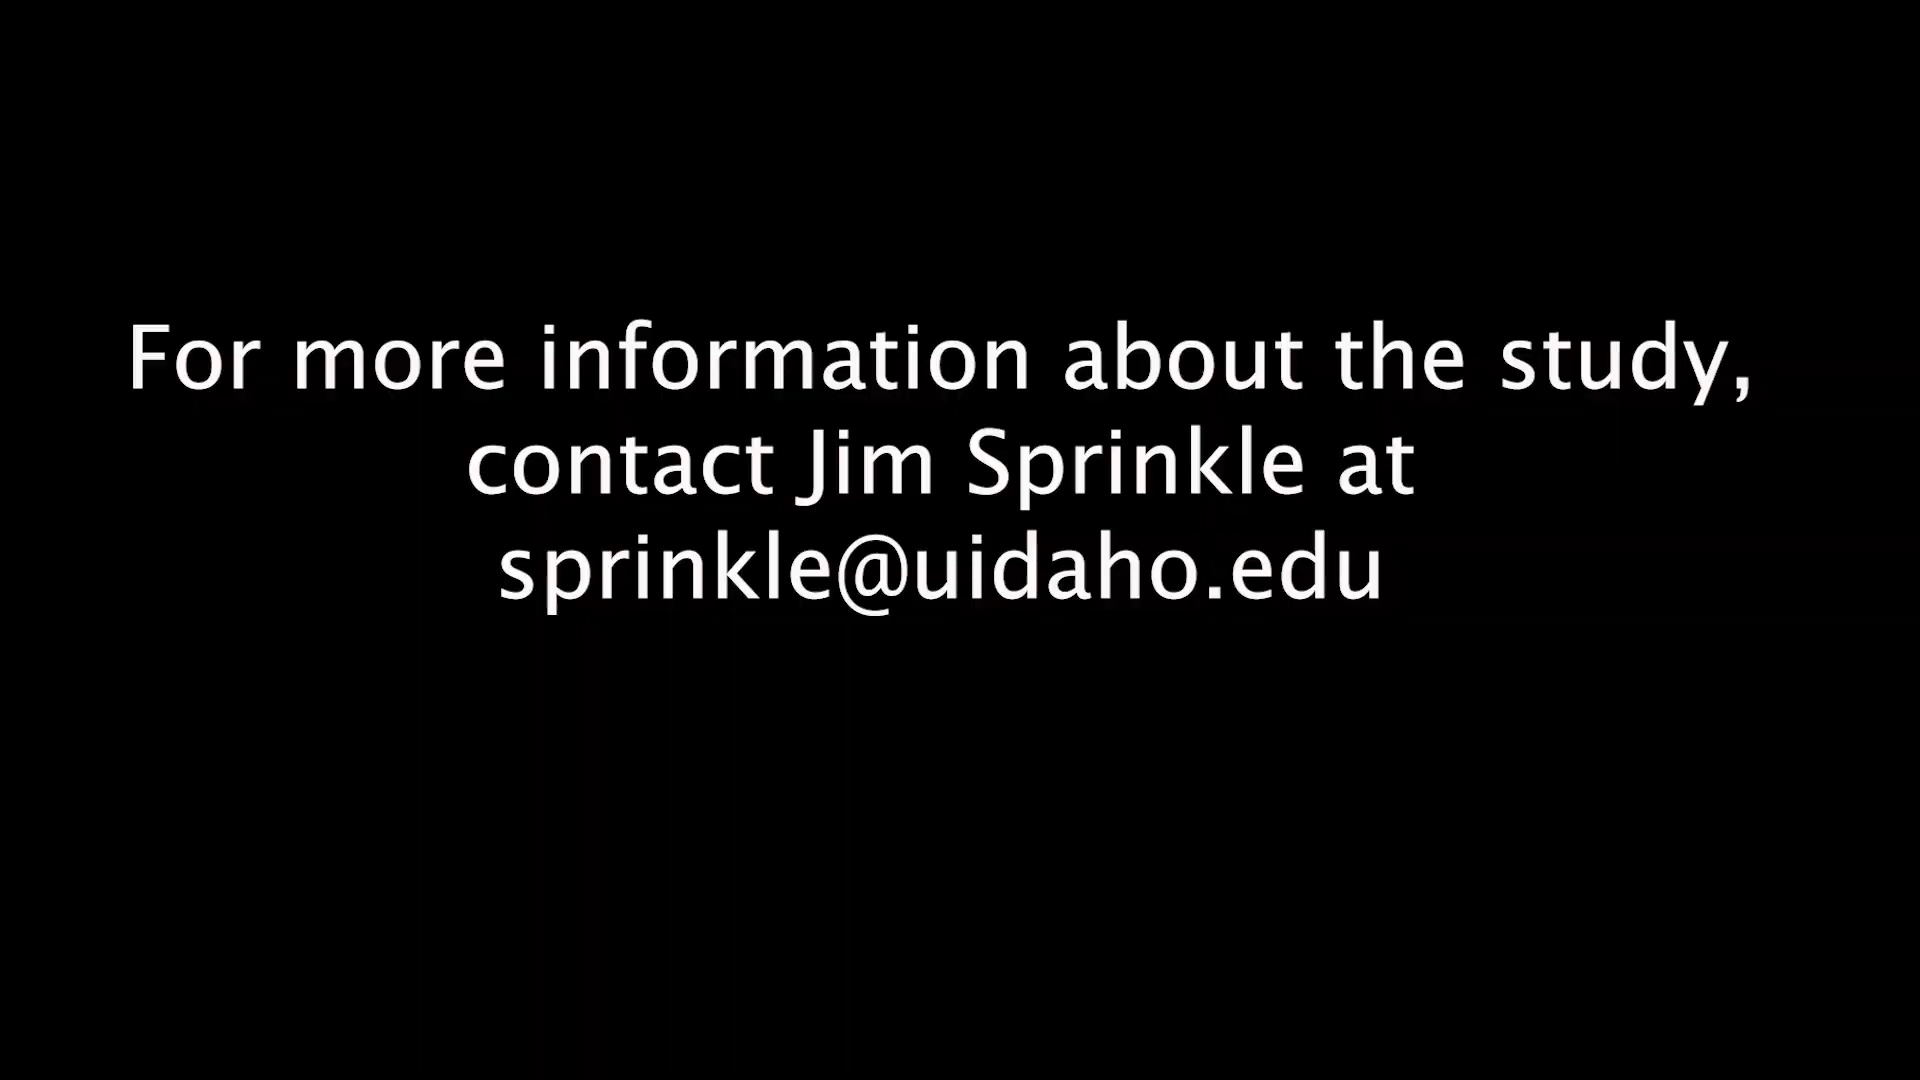 For more information about the study,
contact Jim Sprinkle at
sprinkle@uidaho.edu